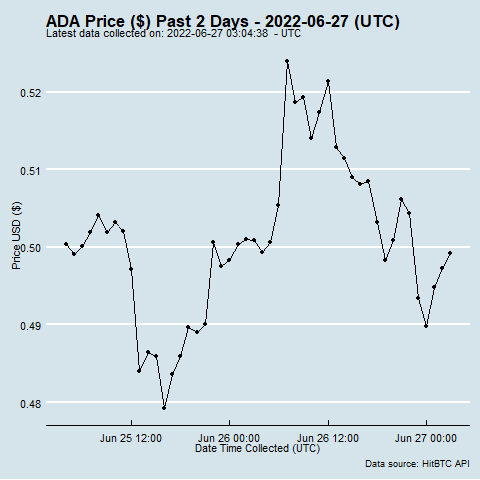 ADA Price ($) Past 2 Days - 2022-06-27 (UTC)
Latest data collected on: 2022-06-27 03:04:38 - UTC
0.52
0.51
0.50
0.49
0.48
Price USD ($)
Jun 25 12:00
Jun 26 00:00
Jun 26 12:00
Jun 27 00:00
Date Time Collected (UTC)
Data source: HitBTC API